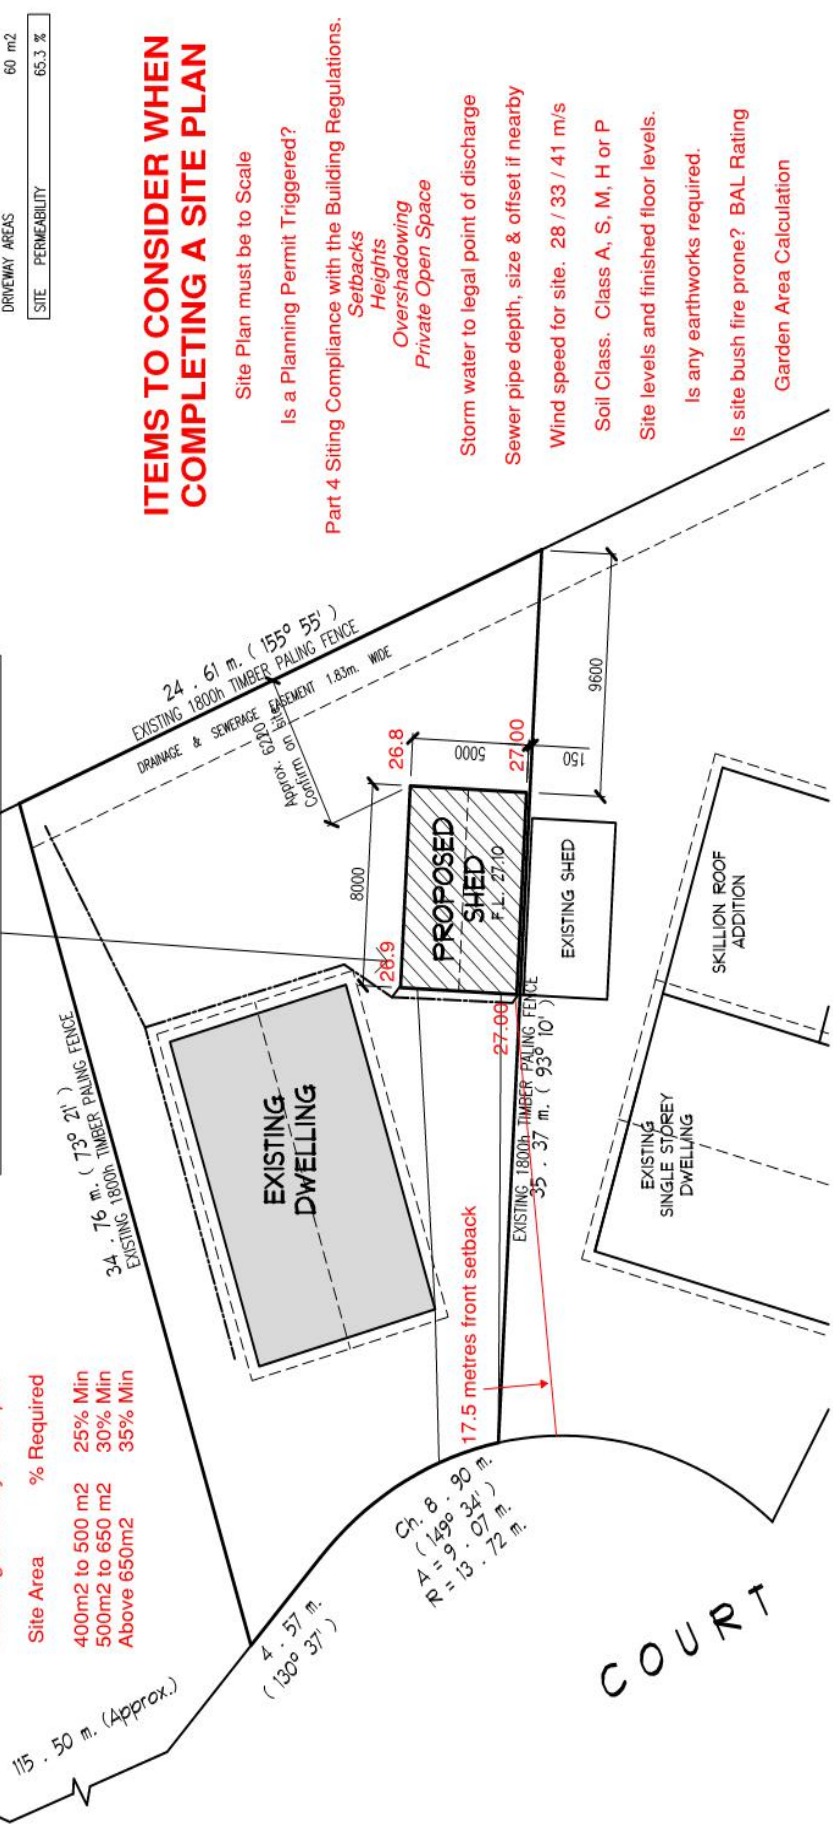 DRIVEWAY AREAS 60 m2
SITE PERMEABILITY 65.3 %
ITEMS TO CONSIDER WHEN
COMPLETING A SITE PLAN
Site Plan must be to Scale
Is a Planning Permit Triggered?
Part 4 Siting Compliance with the Building Regulations.
Setbacks
Heights
Overshadowing
Private Open Space
Storm water to legal point of discharge
Sewer pipe depth, size & offset if nearby
Wind speed for site. 28 / 33 / 41 m/s
Soil Class. Class A, S, M, H or P
Site levels and finished floor levels.
Is any earthworks required.
Is site bush fire prone? BAL Rating
Garden Area Calculation
Site Area % Required
400m2 to 500 m2 25% Min
500m2 to 650 m2 30% Min
Above 650m2 35% Min
34 . 76 m. ( 73° 21' )
EXISTING 1800h TIMBER PALING FENCE
24 . 61 m. ( 155° 55' )
EXISTING 1800h TIMBER PALING FENCE
DRAINAGE & SEWERAGE EASEMENT 1.83m. WIDE
Approx. 6220
Confirm on site
EXISTING
DWELLING
8000
26.9
26.8
PROPOSED
SHED
F.L. 27.10
5000
27.00
27.00
150
9600
EXISTING SHED
EXISTING 1800h TIMBER PALING FENCE
35 . 37 m. ( 93° 10' )
17.5 metres front setback
EXISTING
SINGLE STOREY
DWELLING
SKILLION ROOF
ADDITION
115 . 50 m. (Approx.)
4 . 57 m.
( 130° 37' )
Ch. 8 . 90 m.
( 149° 34' )
A = 9 . 07 m.
R = 13 . 72 m.
COURT